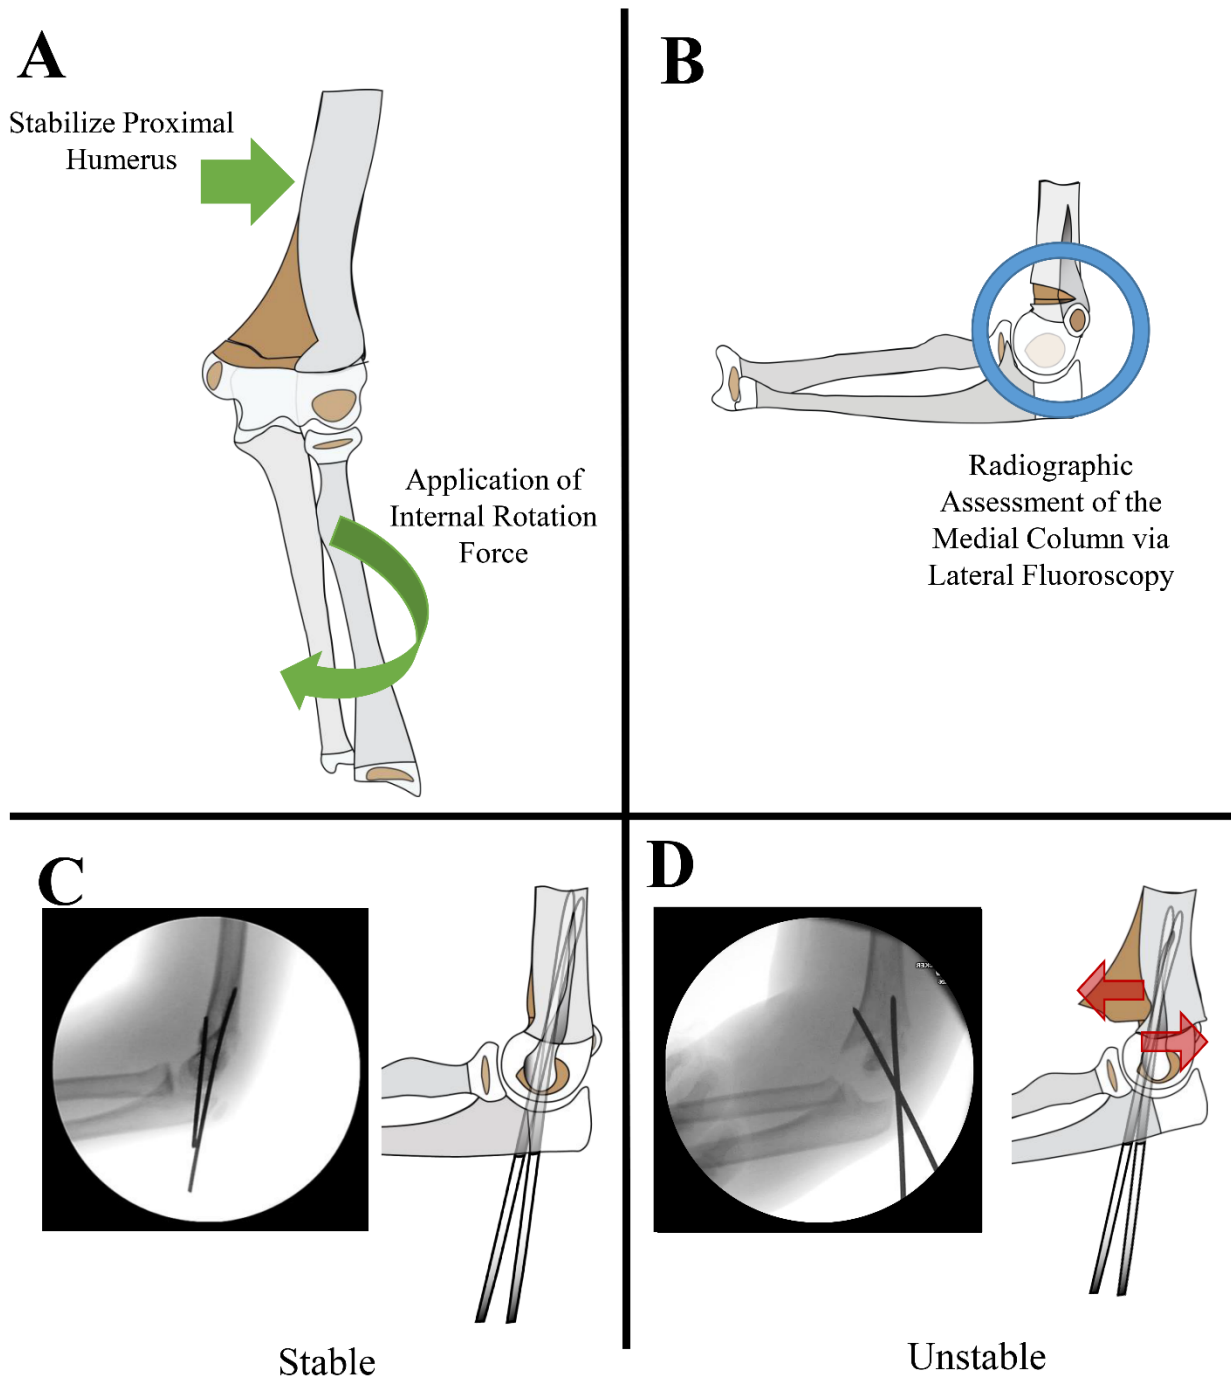 A
Stabilize Proximal
Humerus
Application of
Internal Rotation
Force
B
Radiographic
Assessment of the
Medial Column via
Lateral Fluoroscopy
C
Stable
D
Unstable